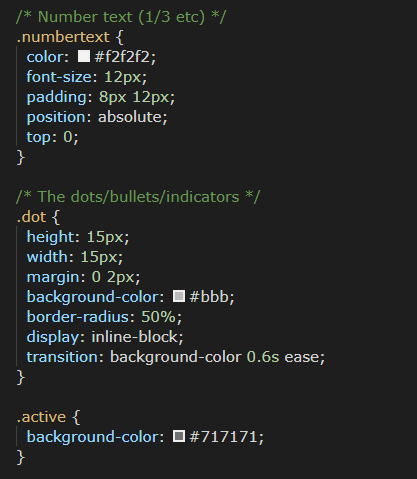 /* Number text (1/3 etc) */
.numbertext {
color: #f2f2f2;
font-size: 12px;
padding: 8px 12px;
position: absolute;
top: 0;
}
/* The dots/bullets/indicators */
.dot {
height: 15px;
width: 15px;
margin: 0 2px;
background-color: #bbb;
border-radius: 50%;
display: inline-block;
transition: background-color 0.6s ease;
}
.active {
background-color: #717171;
}